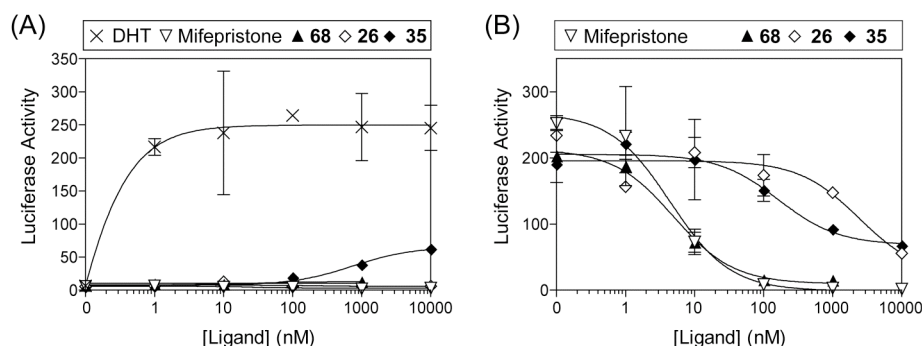 (A) DHT Mifepristone 68 26 35
350
300
250
200
150
100
50
0
Luciferase Activity
0 1 10 100 1000 10000
[Ligand] (nM)
(B) Mifepristone 68 26 35
300
200
100
0
Luciferase Activity
0 1 10 100 1000 10000
[Ligand] (nM)